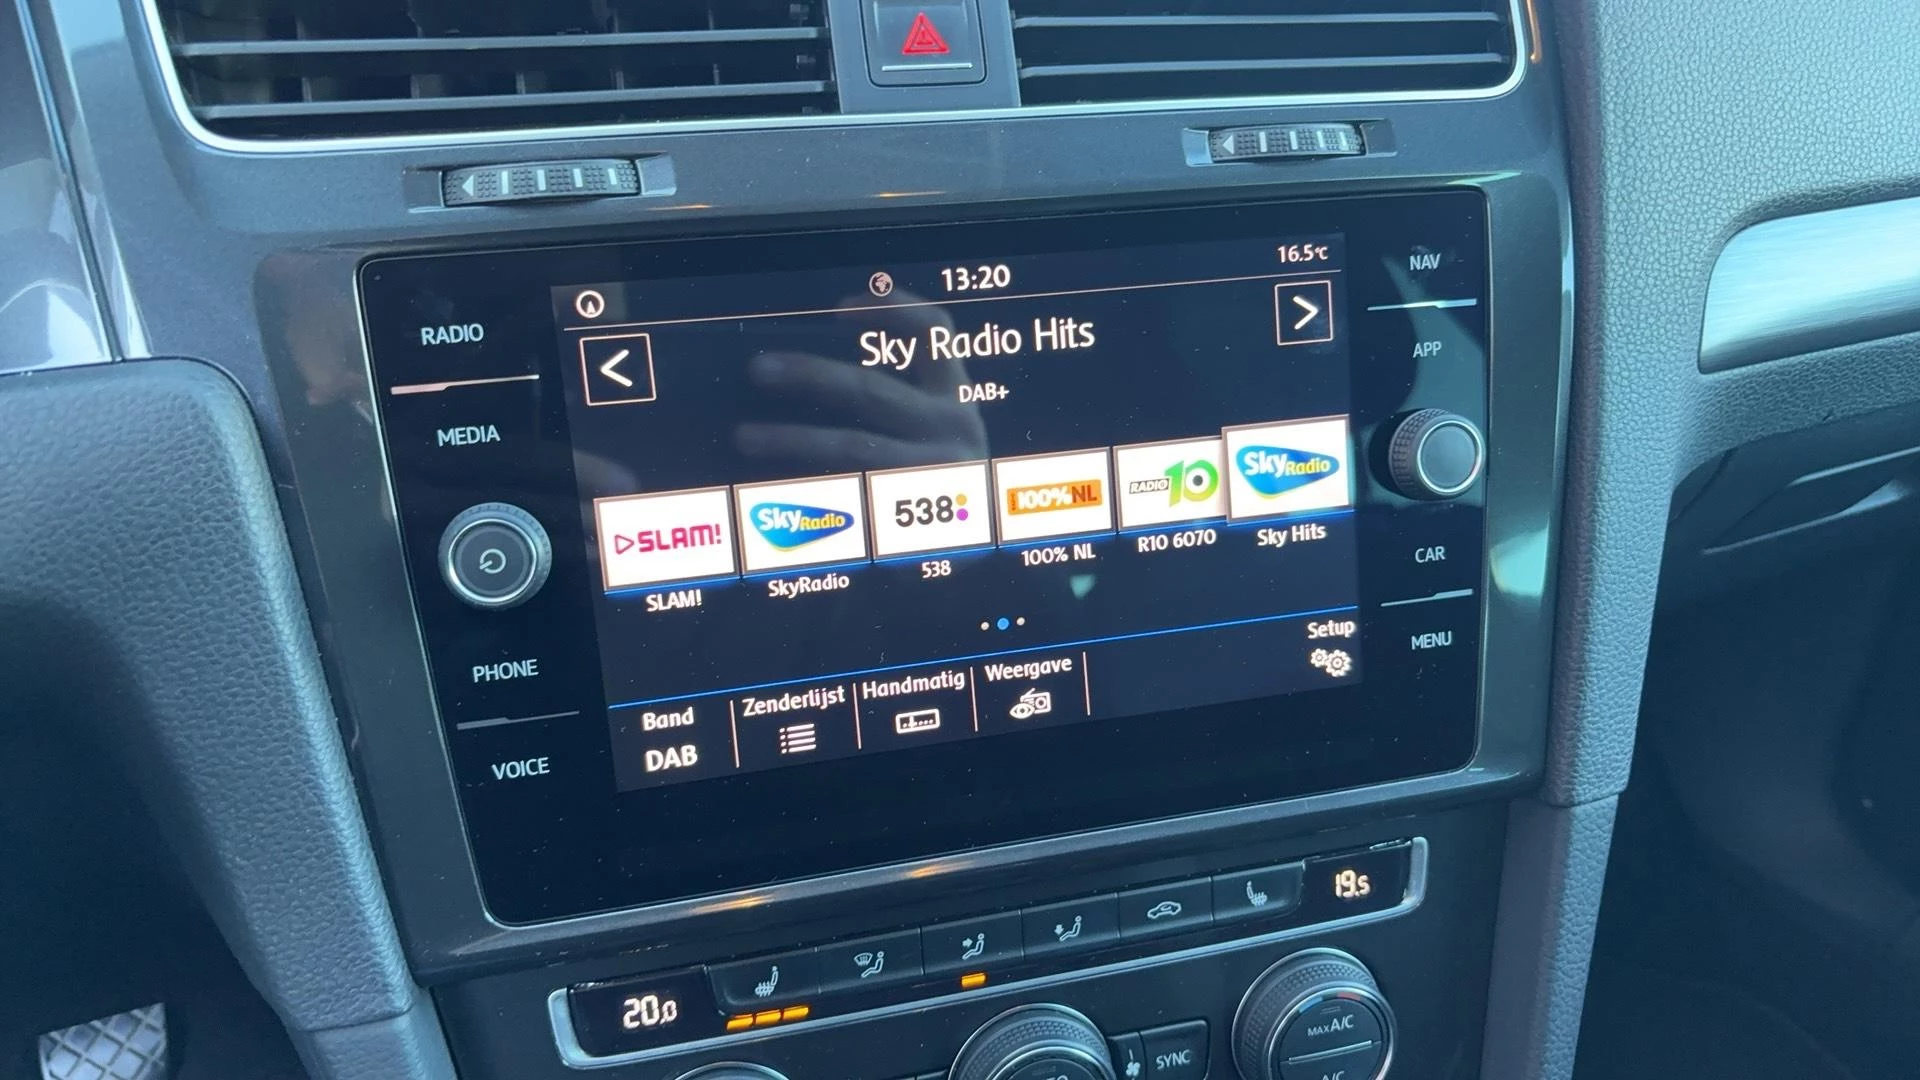 13:20
16.5°C
Sky Radio Hits
DAB+
RADIO
MEDIA
PHONE
VOICE
NAV
APP
CAR
MENU
SLAM!
SkyRadio
538
100%NL
RADIO 10
SkyRadio
SLAM!
SkyRadio
538
100% NL
R10 6070
Sky Hits
Band
DAB
Zenderlijst
Handmatig
Weergave
Setup
20.0
19.5
SYNC
MAX A/C
A/C